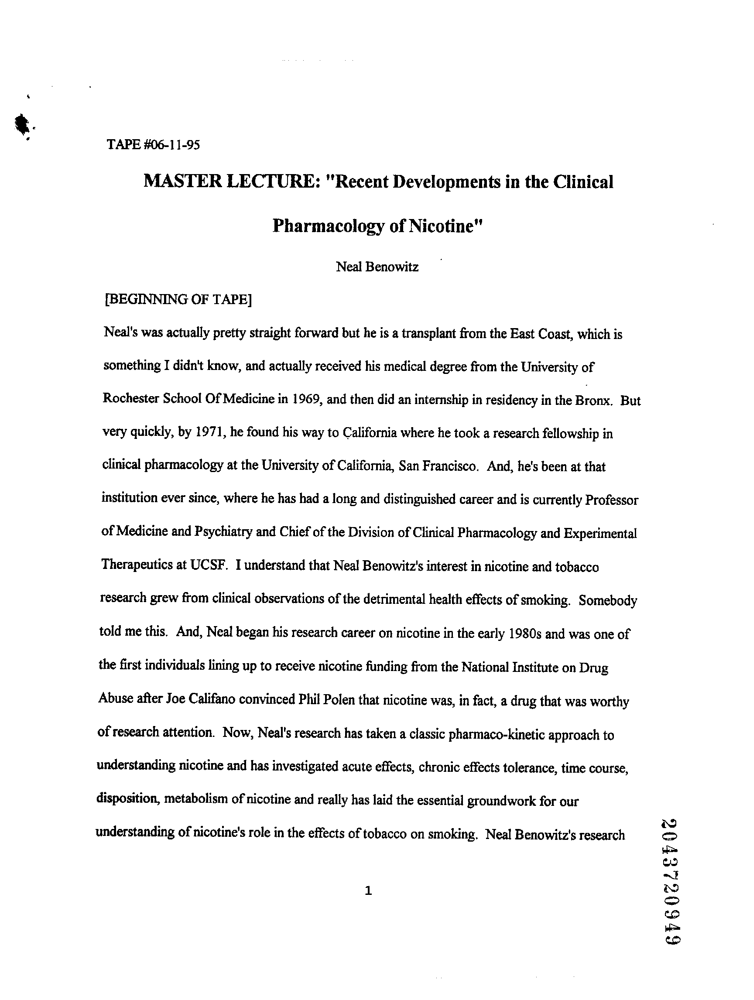 TAPE #06-11-95
MASTER LECTURE: "Recent Developments in the Clinical
Pharmacology of Nicotine"
Neal Benowitz
[BEGINNING OF TAPE]
Neal's was actually pretty straight forward but he is a transplant from the East Coast, which is
something I didn't know, and actually received his medical degree from the University of
Rochester School Of Medicine in 1969, and then did an internship in residency in the Bronx. But
very quickly, by 1971, he found his way to California where he took a research fellowship in
clinical pharmacology at the University of California, San Francisco. And, he's been at that
institution ever since, where he has had a long and distinguished career and is currently Professor
of Medicine and Psychiatry and Chief of the Division of Clinical Pharmacology and Experimental
Therapeutics at UCSF. I understand that Neal Benowitz's interest in nicotine and tobacco
research grew from clinical observations of the detrimental health effects of smoking. Somebody
told me this. And, Neal began his research career on nicotine in the early 1980s and was one of
the first individuals lining up to receive nicotine funding from the National Institute on Drug
Abuse after Joe Califano convinced Phil Polen that nicotine was, in fact, a drug that was worthy
of research attention. Now, Neal's research has taken a classic pharmaco-kinetic approach to
understanding nicotine and has investigated acute effects, chronic effects tolerance, time course,
disposition, metabolism of nicotine and really has laid the essential groundwork for our
understanding of nicotine's role in the effects of tobacco on smoking. Neal Benowitz's research
1
2043720949